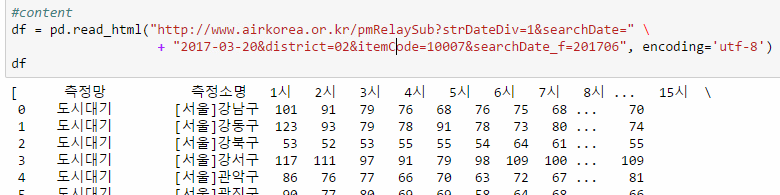 #content
df = pd.read_html("http://www.airkorea.or.kr/pmRelaySub?strDateDiv=1&searchDate=" \
+ "2017-03-20&district=02&itemCode=10007&searchDate_f=201706", encoding='utf-8')
df
[ 측정망 측정소명 1시 2시 3시 4시 5시 6시 7시 8시 ... 15시 \
0 도시대기 [서울]강남구 101 91 79 76 68 76 75 68 ... 70
1 도시대기 [서울]강동구 123 93 79 78 91 78 73 80 ... 74
2 도시대기 [서울]강북구 53 52 53 55 55 54 64 61 ... 55
3 도시대기 [서울]강서구 117 111 97 91 79 98 109 100 ... 109
4 도시대기 [서울]관악구 86 76 77 66 70 63 72 67 ... 81